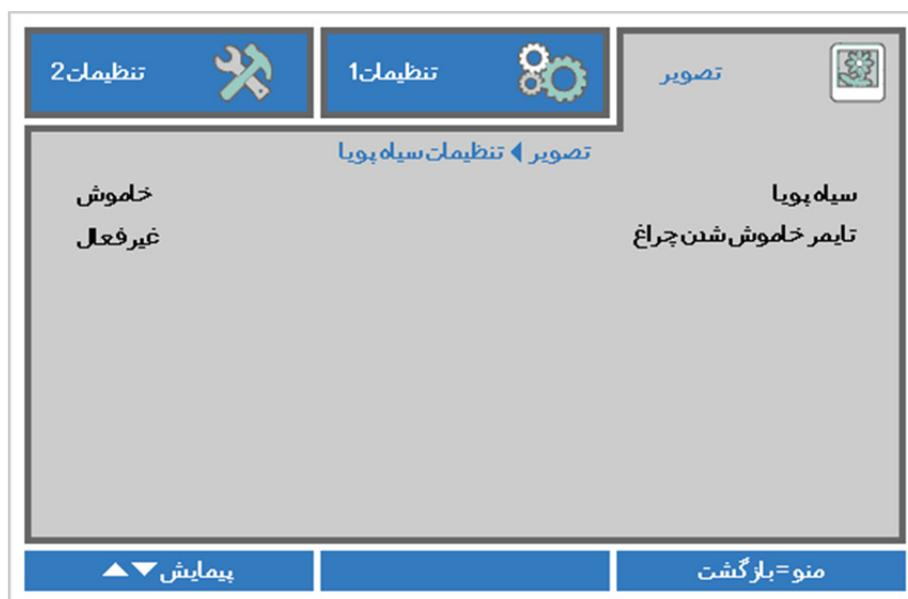 تصویر
تنظیمات1
تنظیمات2
تصویر ⏴ تنظیمات سیاه پویا
سیاه پویا خاموش
تایمر خاموش شدن چراغ غیرفعال
منو=بازگشت
پیمایش▼▲